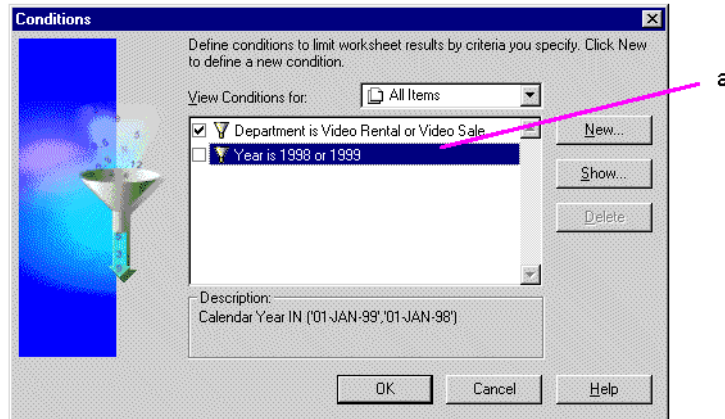 Conditions
Define conditions to limit worksheet results by criteria you specify. Click New
to define a new condition.
View Conditions for:
All Items
Department is Video Rental or Video Sale
New...
Year is 1998 or 1999
Show...
Delete
Description:
Calendar Year IN ('01-JAN-99','01-JAN-98')
OK
Cancel
Help
a